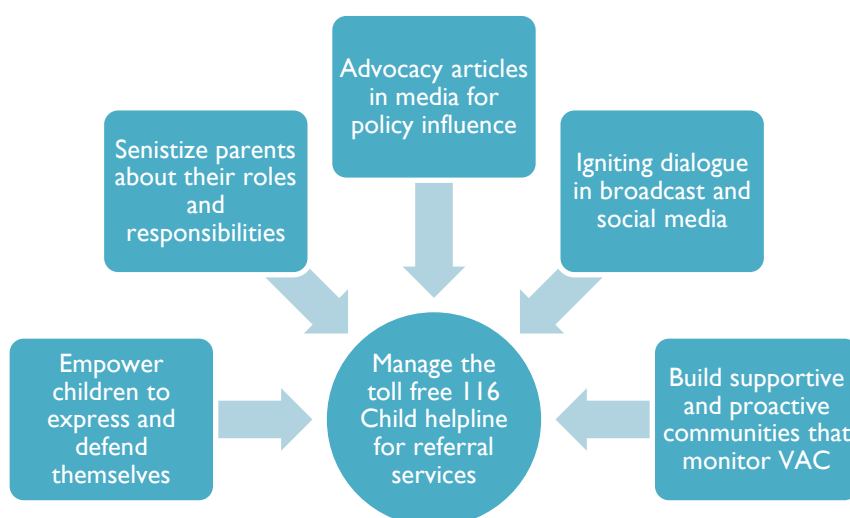 Advocacy articles
in media for
policy influence
Senistize parents
about their roles
and
responsibilities
Igniting dialogue
in broadcast and
social media
Empower
children to
express and
defend
themselves
Manage the
toll free 116
Child helpline
for referral
services
Build supportive
and proactive
communities that
monitor VAC